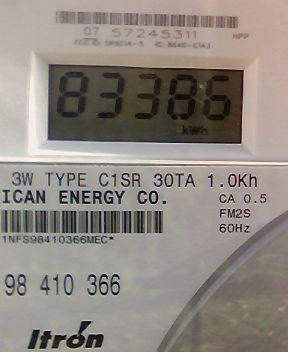 07 57245311 HPP
83386
kWh
3W TYPE C1SR 30TA 1.0Kh
ICAN ENERGY CO. CA 0.5
FM2S
60Hz
1NFS98410366MEC*
98 410 366
Itron